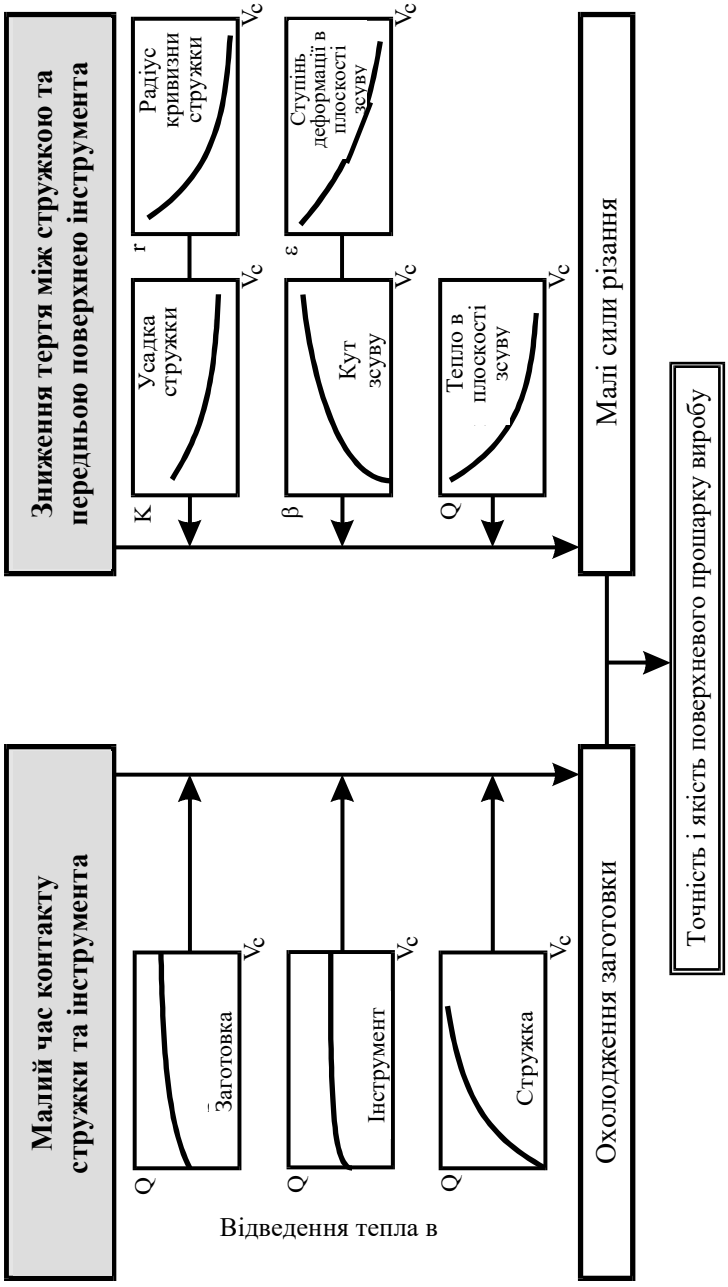 Малий час контакту
стружки та інструмента
Зниження тертя між стружкою та
передньою поверхнею інструмента
Відведення тепла в
Q
Заготовка
Vc
Q
Інструмент
Vc
Q
Стружка
Vc
K
Усадка
стружки
Vc
r
Радіус
кривизни
стружки
Vc
β
Кут
зсуву
Vc
ε
Ступінь
деформації в
плоскості
зсуву
Vc
Q
Тепло в
плоскості
зсуву
Vc
Охолодження заготовки
Малі сили різання
Точність і якість поверхневого прошарку виробу